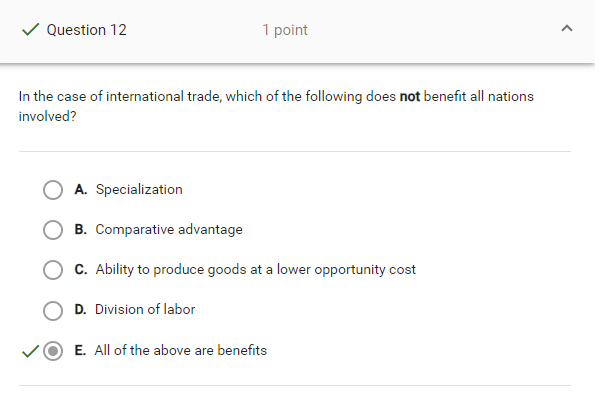 Question 12 1 point
In the case of international trade, which of the following does not benefit all nations
involved?
A. Specialization
B. Comparative advantage
C. Ability to produce goods at a lower opportunity cost
D. Division of labor
E. All of the above are benefits